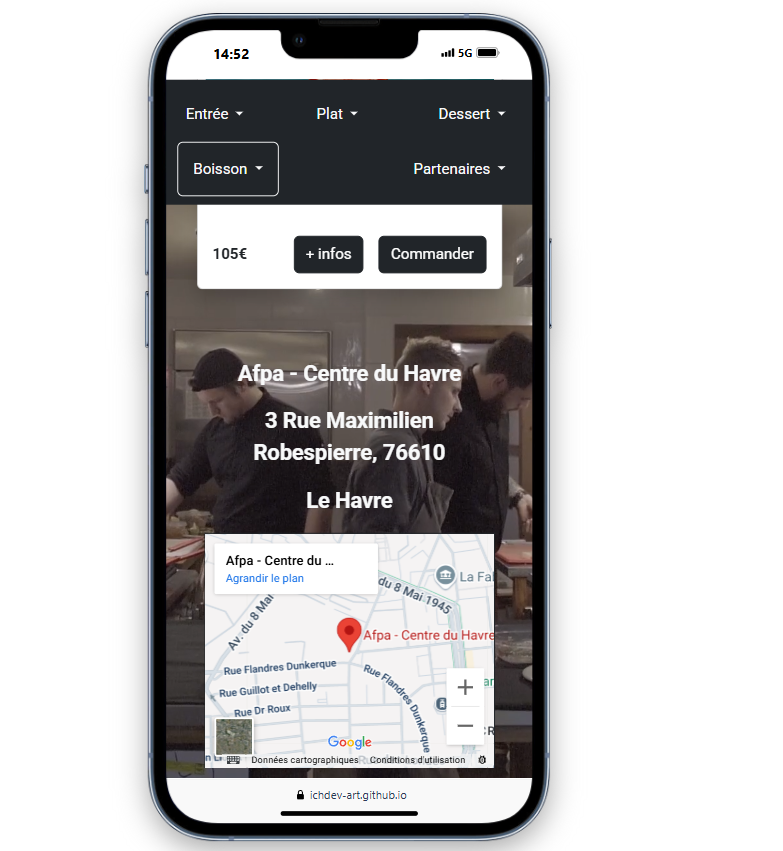 14:52 5G
Entrée Plat Dessert
Boisson Partenaires
105€ + infos Commander
Afpa - Centre du Havre
3 Rue Maximilien
Robespierre, 76610
Le Havre
Afpa - Centre du ...
Agrandir le plan
La Fa
du 8 Mai 1945
Av. du 8 Mai
Afpa - Centre du Havre
Rue Flandres Dunkerque
Rue Flandres Dunkerque
Rue Guillot et Dehelly
Rue Dr Roux
+
−
Google
Données cartographiques Conditions d'utilisation
ichdev-art.github.io